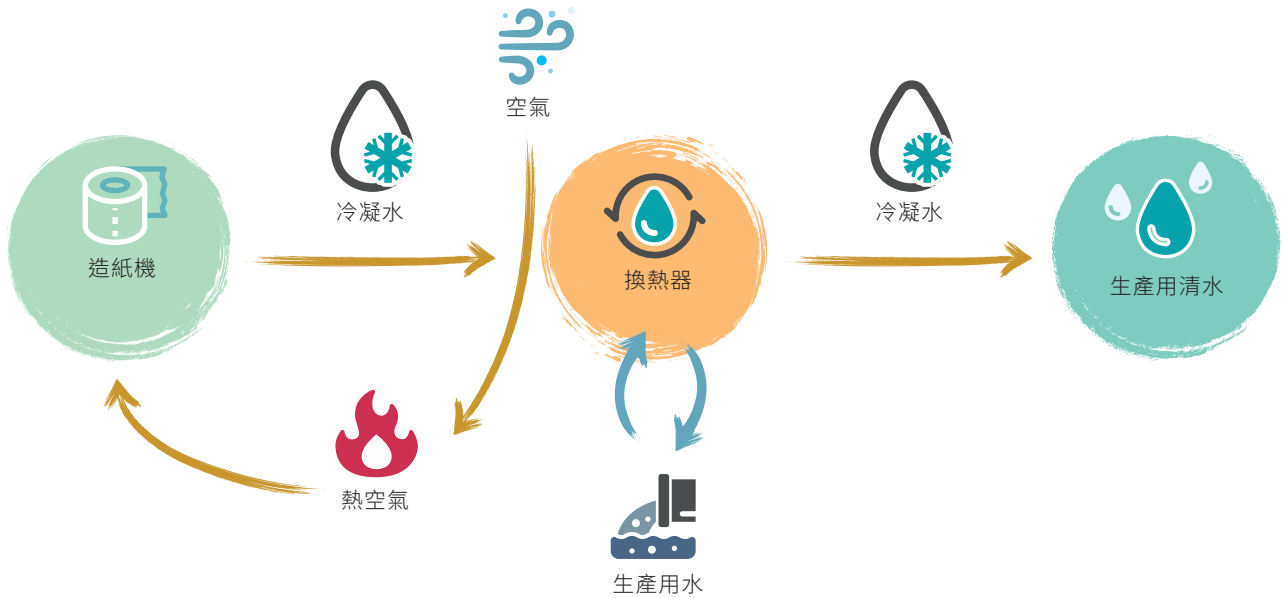 空氣
冷凝水
冷凝水
造紙機
換熱器
生產用清水
熱空氣
生產用水